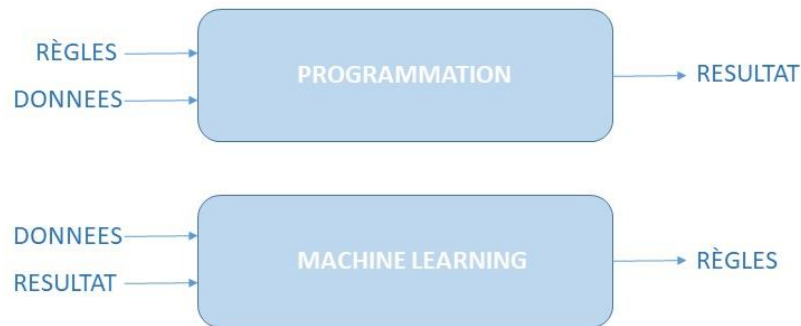 RÈGLES
DONNEES
PROGRAMMATION
RESULTAT
DONNEES
RESULTAT
MACHINE LEARNING
RÈGLES